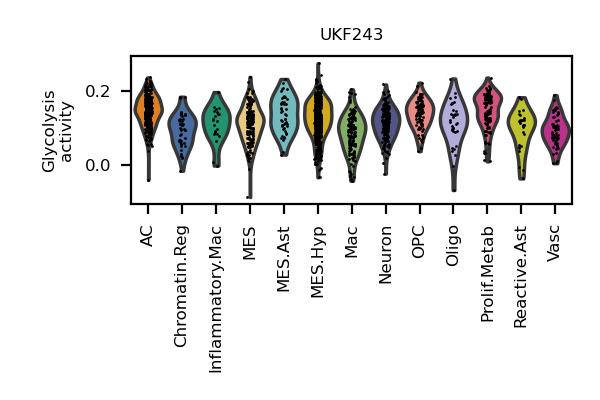 UKF243
Glycolysis
activity
0.2
0.0
AC
Chromatin.Reg
Inflammatory.Mac
MES
MES.Ast
MES.Hyp
Mac
Neuron
OPC
Oligo
Prolif.Metab
Reactive.Ast
Vasc